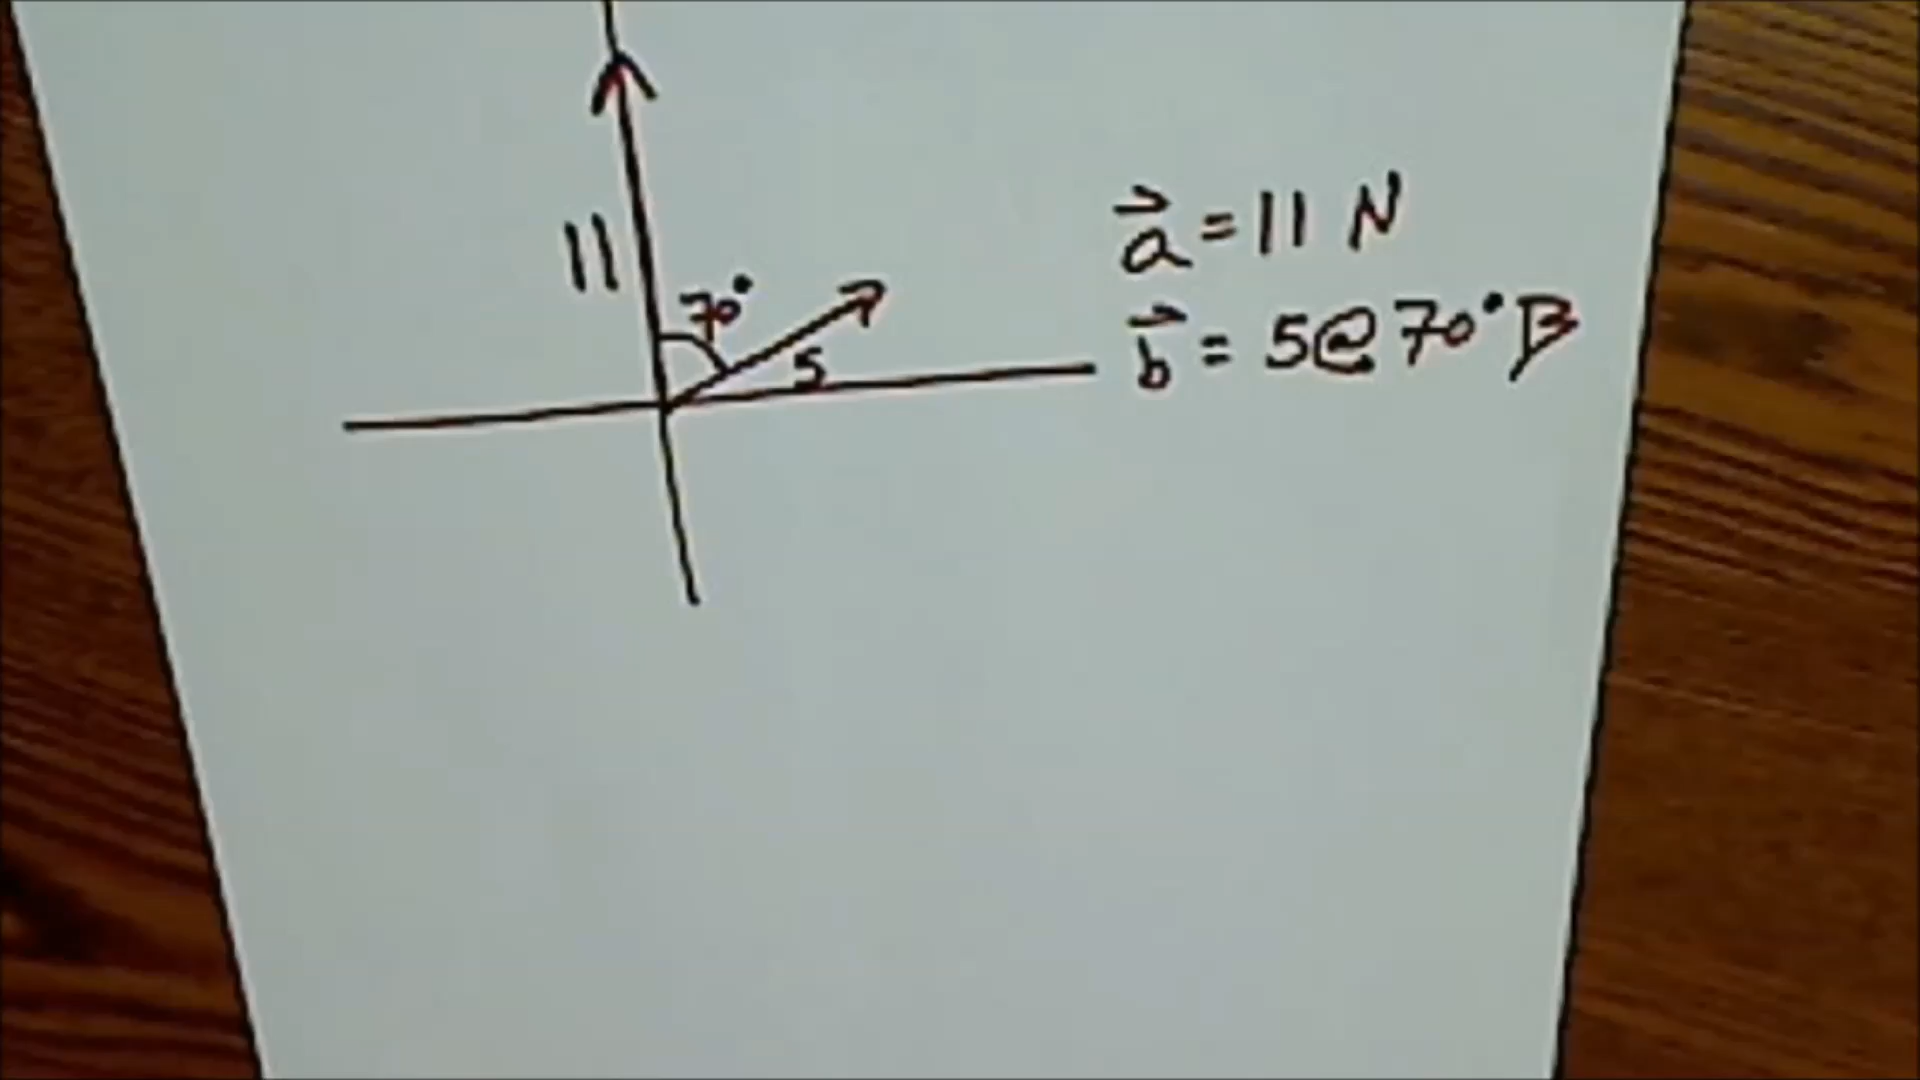 11
70°
5
a⃗ = 11 N
b⃗ = 5@70°B